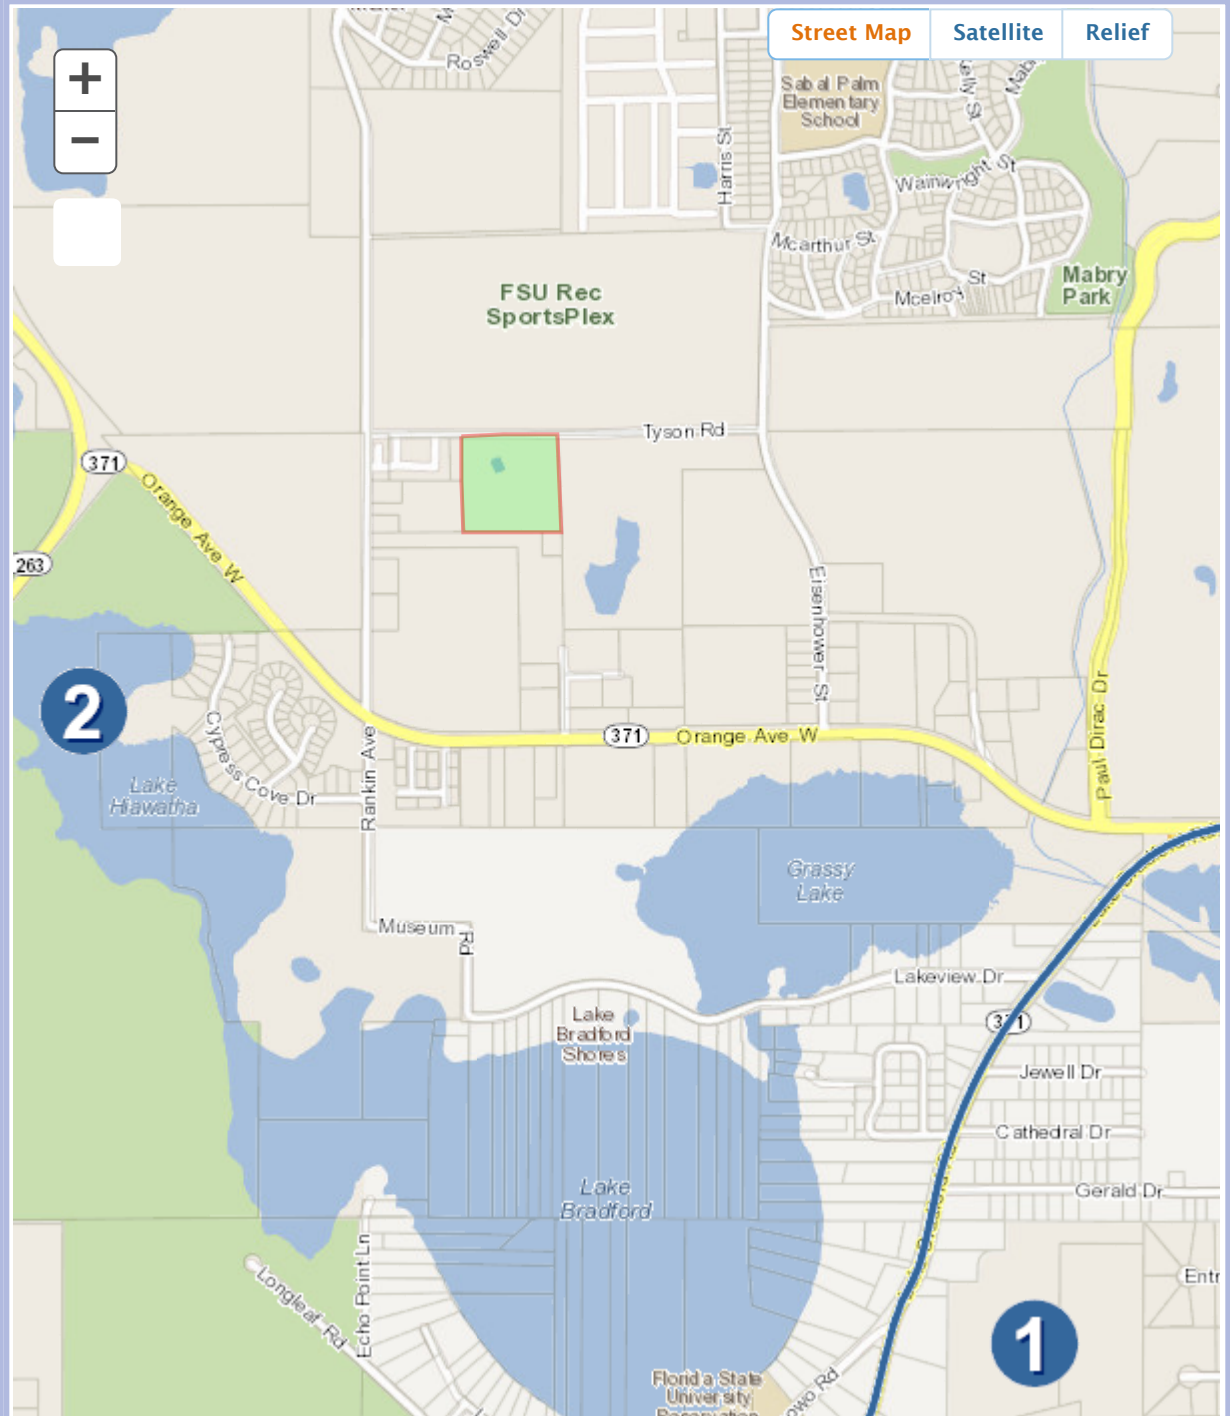 Street Map
Satellite
Relief
+
−
Roswell Dr
Sabal Palm
Elementary
School
Harris St
Wainwright St
Mcarthur St
Mcelroy St
Mabry
Park
FSU Rec
SportsPlex
Tyson Rd
371
Orange Ave W
263
Eisenhower St
2
Cypress Cove Dr
Rankin Ave
371
Orange Ave W
Paul Dirac Dr
Lake
Hiawatha
Grassy
Lake
Museum Rd
Lakeview Dr
Lake
Bradford
Shores
371
Jewell Dr
Cathedral Dr
Gerald Dr
Lake
Bradford
Echo Point Ln
Longleaf Rd
1
Florida State
University
Reservation